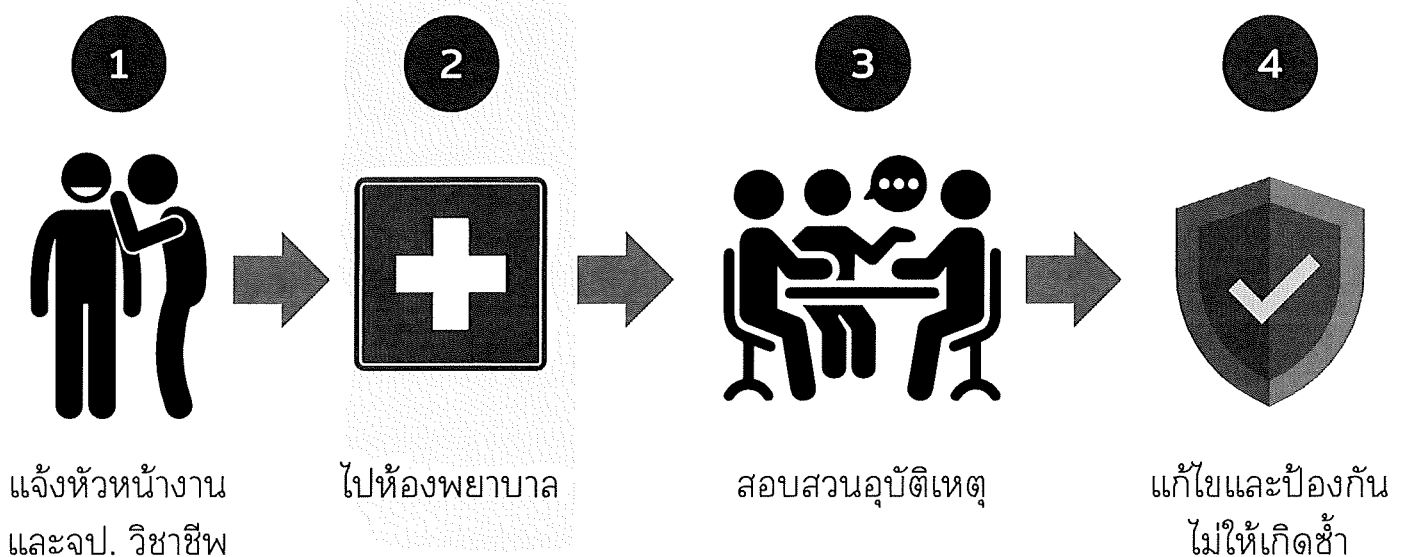 1
2
3
4
แจ้งหัวหน้างาน
และจป. วิชาชีพ
ไปห้องพยาบาล
สอบสวนอุบัติเหตุ
แก้ไขและป้องกัน
ไม่ให้เกิดซ้ำ